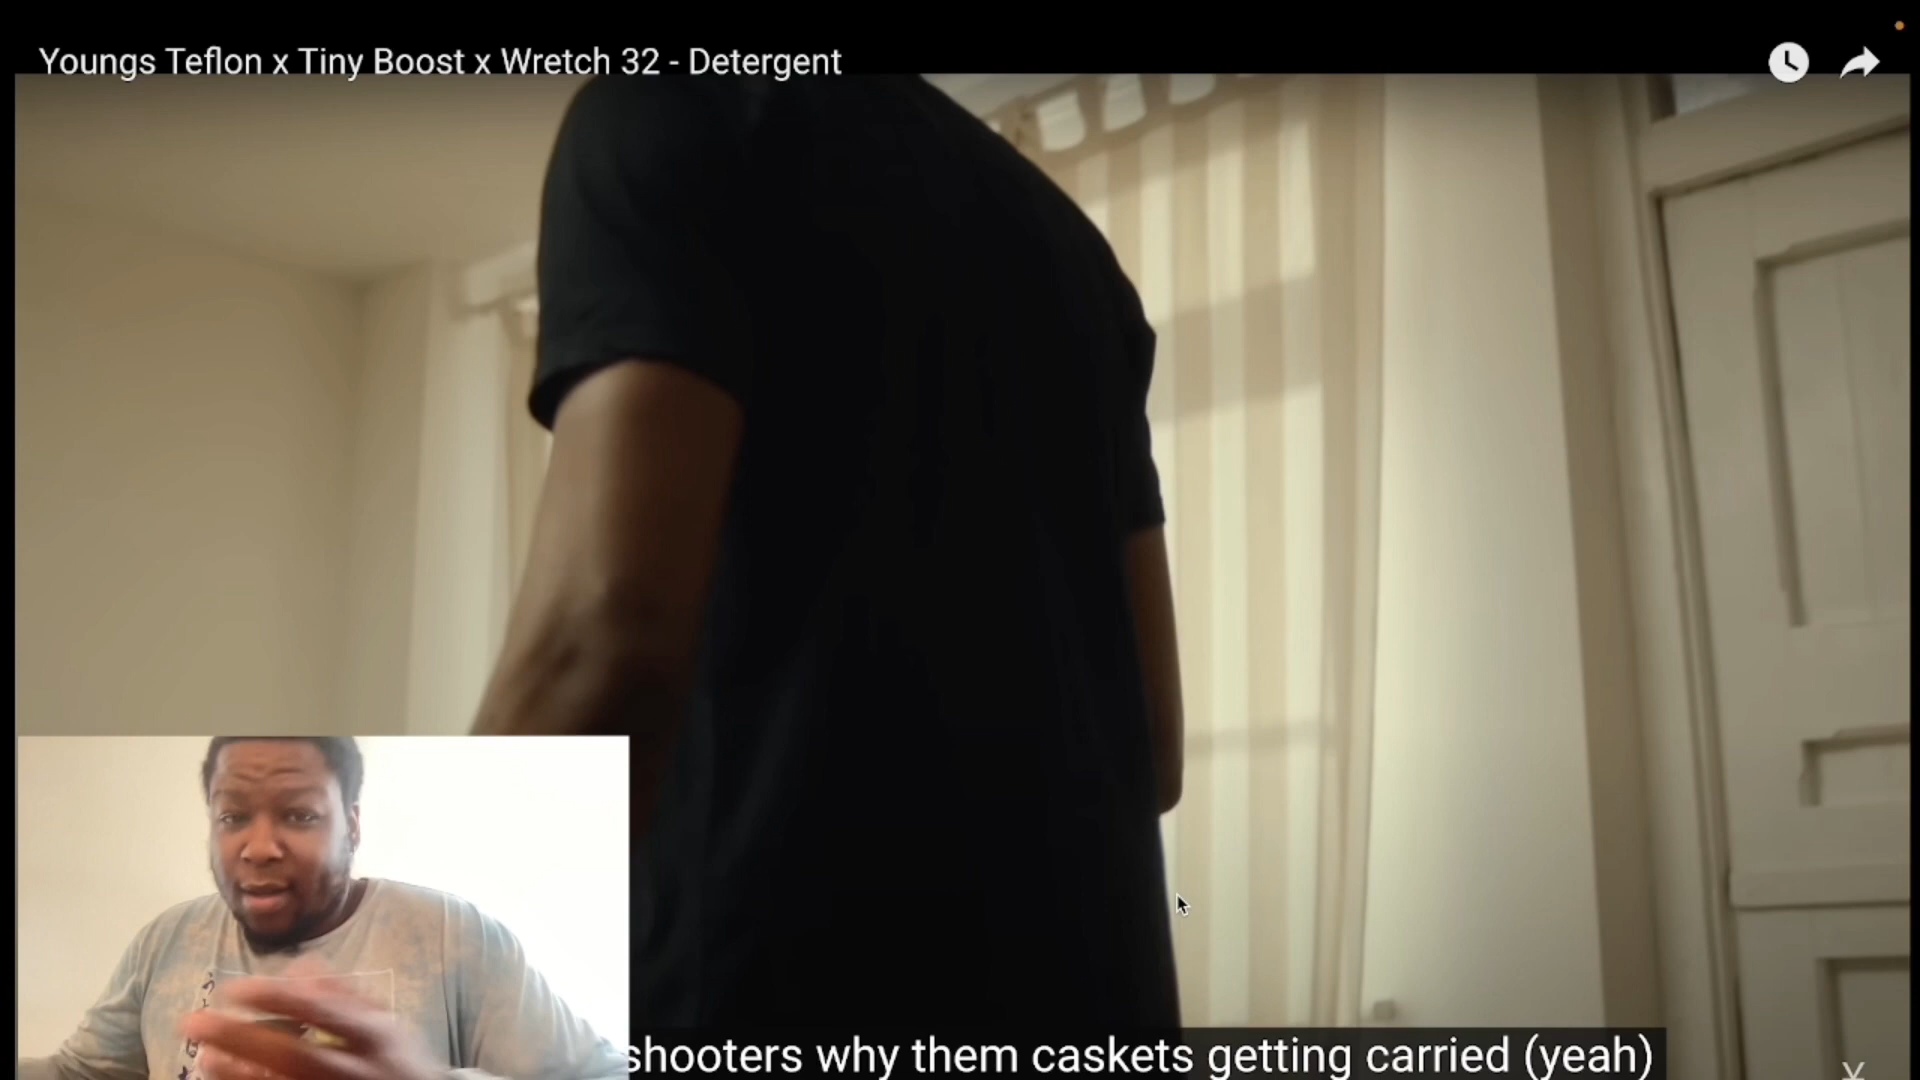 Youngs Teflon x Tiny Boost x Wretch 32 - Detergent
shooters why them caskets getting carried (yeah)